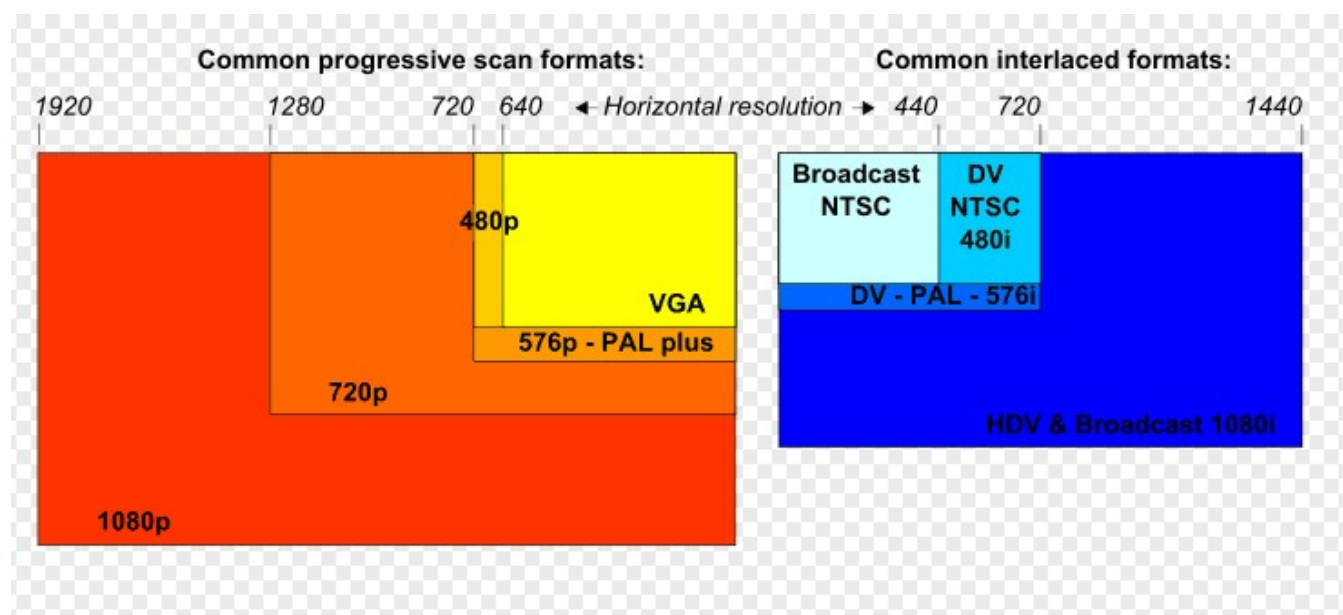 Common progressive scan formats:
Common interlaced formats:
1920 1280 720 640 ◄ Horizontal resolution ► 440 720 1440
Broadcast
NTSC
DV
NTSC
480i
480p
VGA
DV - PAL - 576i
576p - PAL plus
720p
HDV & Broadcast 1080i
1080p